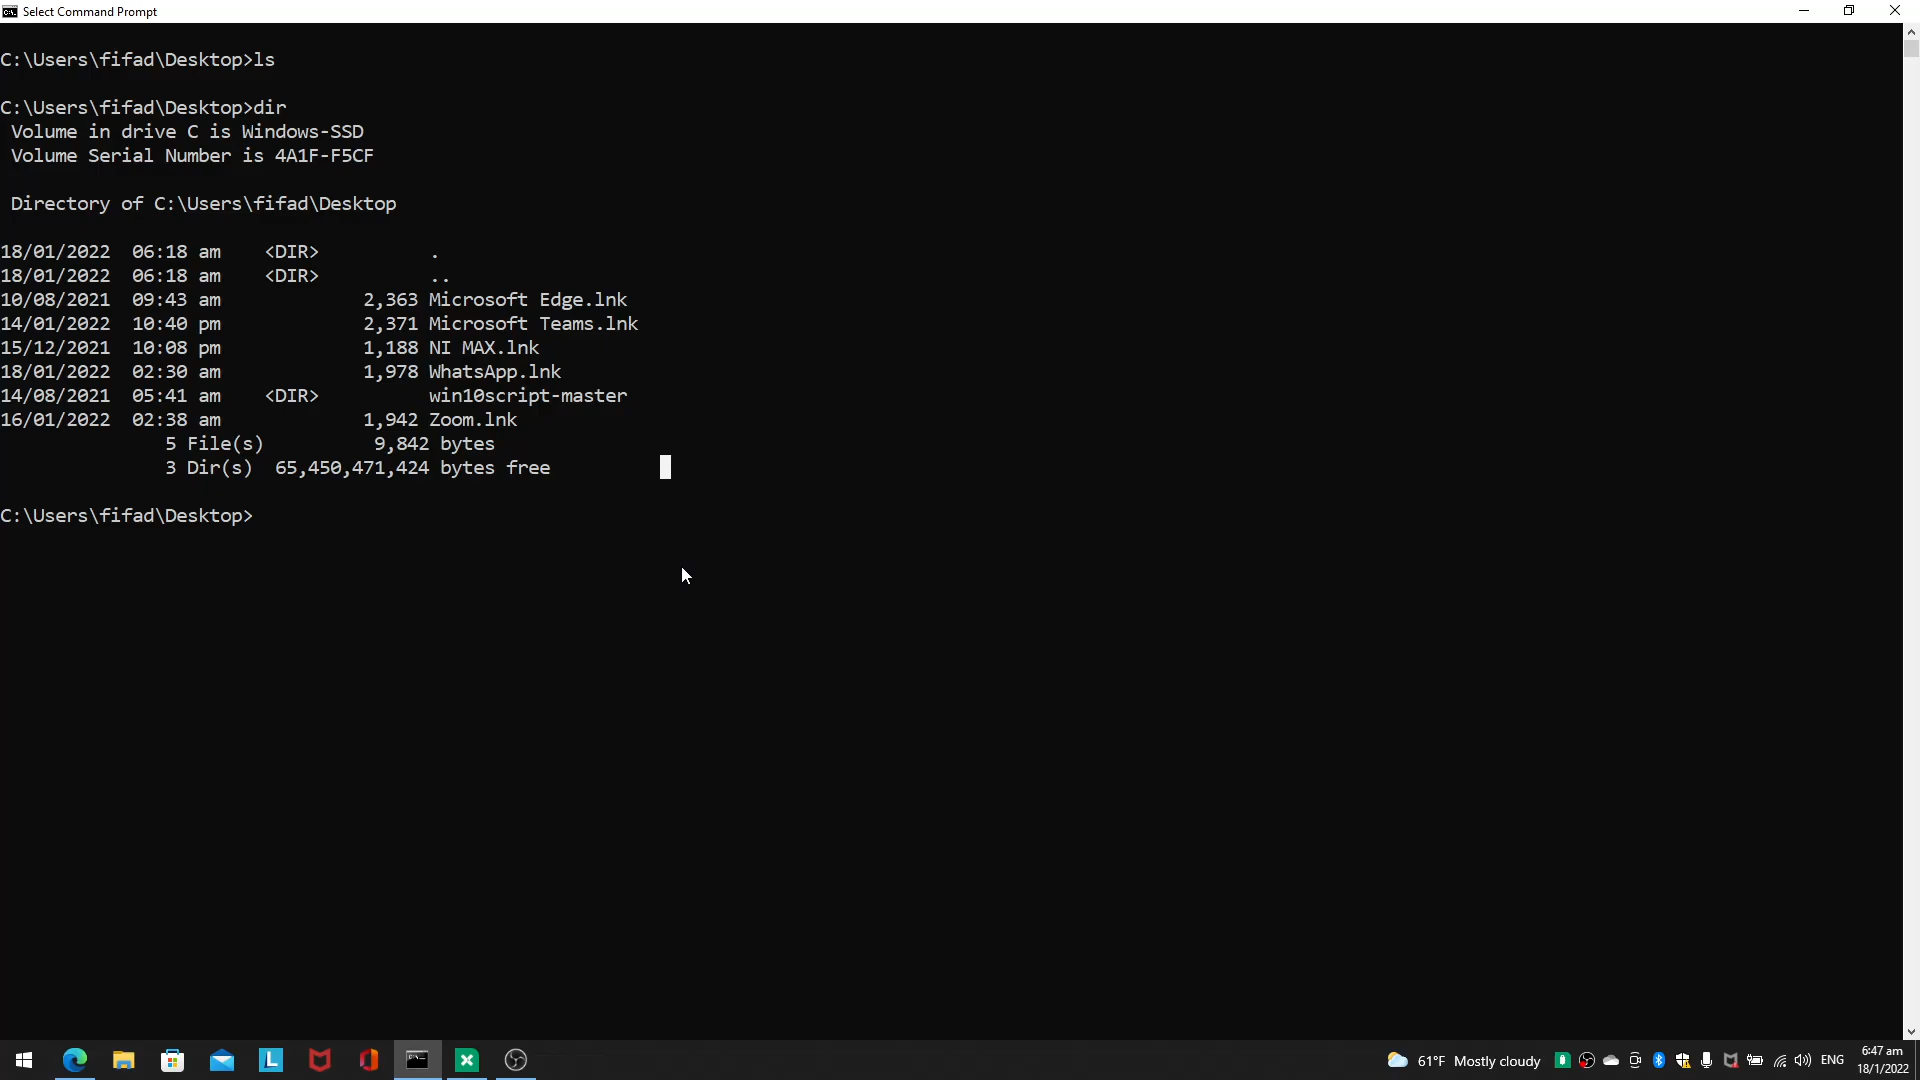 Select Command Prompt
C:\Users\fifad\Desktop>ls
C:\Users\fifad\Desktop>dir
Volume in drive C is Windows-SSD
Volume Serial Number is 4A1F-F5CF
Directory of C:\Users\fifad\Desktop
18/01/2022  06:18 am    <DIR>          .
18/01/2022  06:18 am    <DIR>          ..
10/08/2021  09:43 am             2,363 Microsoft Edge.lnk
14/01/2022  10:40 pm             2,371 Microsoft Teams.lnk
15/12/2021  10:08 pm             1,188 NI MAX.lnk
18/01/2022  02:30 am             1,978 WhatsApp.lnk
14/08/2021  05:41 am    <DIR>          win10script-master
16/01/2022  02:38 am             1,942 Zoom.lnk
5 File(s)          9,842 bytes
3 Dir(s)  65,450,471,424 bytes free
C:\Users\fifad\Desktop>
61°F Mostly cloudy ENG 6:47 am
18/1/2022